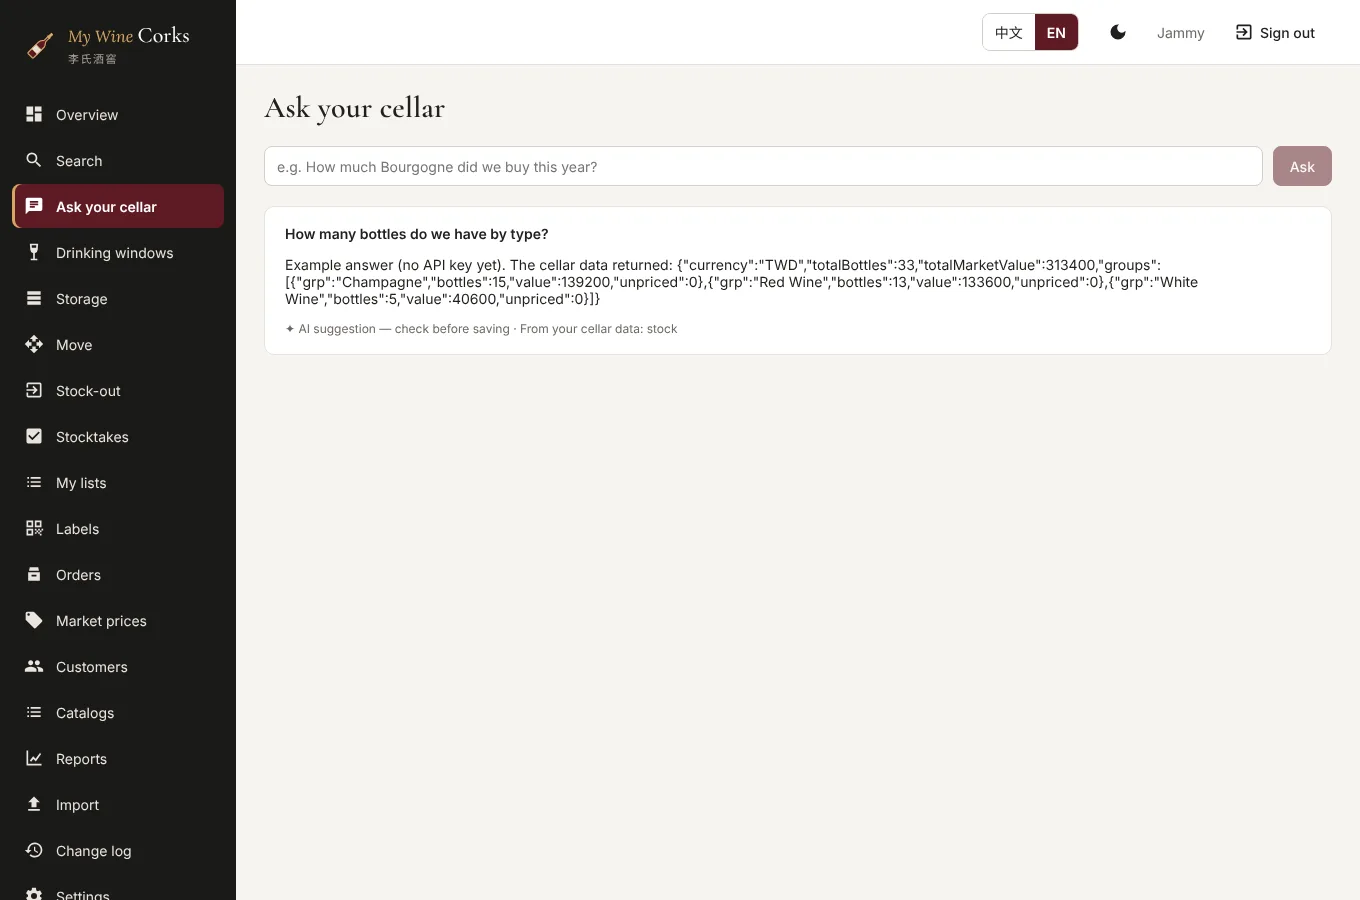 My Wine Corks
李氏酒窖
中文
EN
Jammy
Sign out
Overview
Search
Ask your cellar
Drinking windows
Storage
Move
Stock-out
Stocktakes
My lists
Labels
Orders
Market prices
Customers
Catalogs
Reports
Import
Change log
Settings
Ask your cellar
e.g. How much Bourgogne did we buy this year?
Ask
How many bottles do we have by type?
Example answer (no API key yet). The cellar data returned: {"currency":"TWD","totalBottles":33,"totalMarketValue":313400,"groups":
[{"grp":"Champagne","bottles":15,"value":139200,"unpriced":0},{"grp":"Red Wine","bottles":13,"value":133600,"unpriced":0},{"grp":"White
Wine","bottles":5,"value":40600,"unpriced":0}]}
✦ AI suggestion — check before saving · From your cellar data: stock